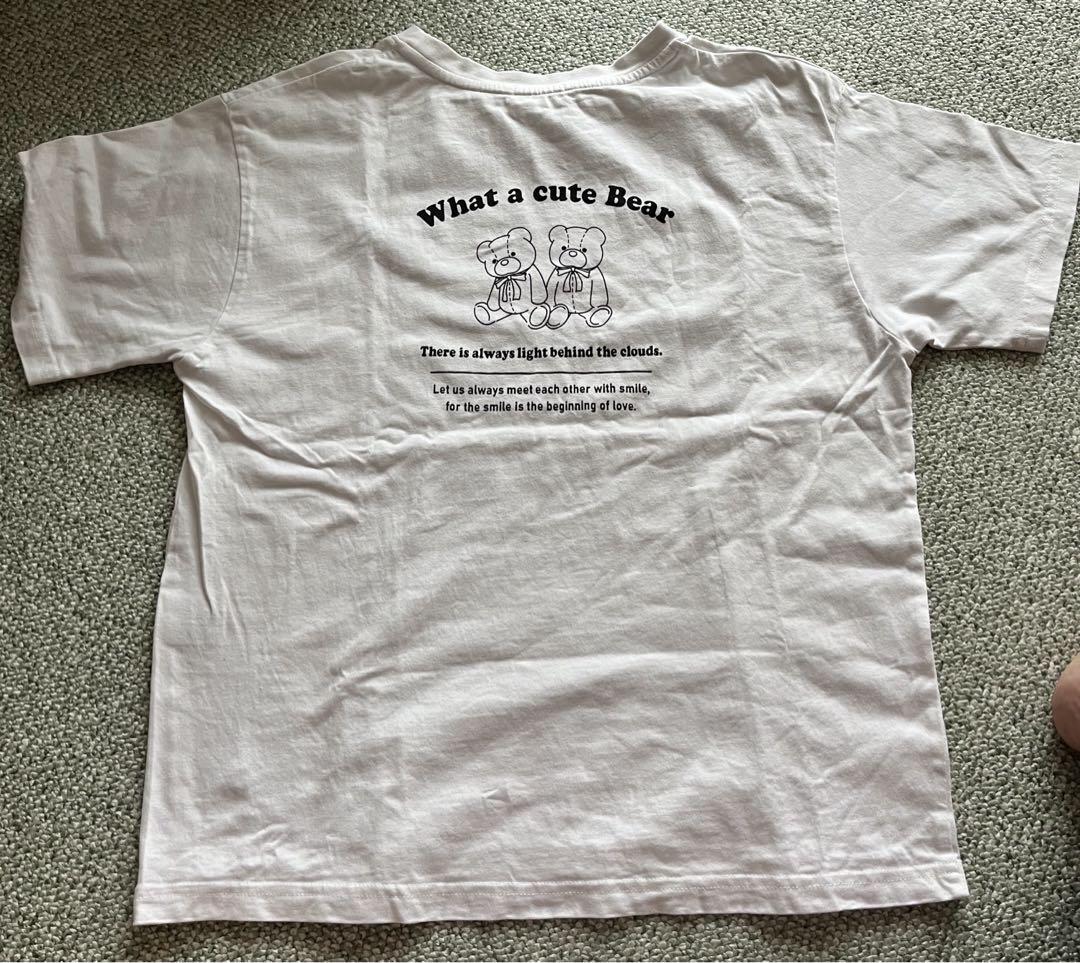 What a cute Bear
There is always light behind the clouds.
Let us always meet each other with smile,
for the smile is the beginning of love.